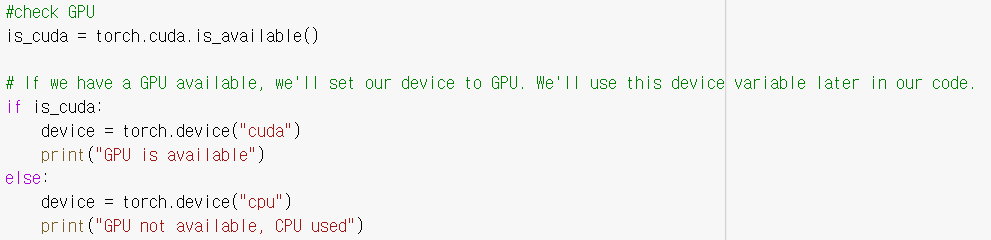 #check GPU
is_cuda = torch.cuda.is_available()
# If we have a GPU available, we'll set our device to GPU. We'll use this device variable later in our code.
if is_cuda:
    device = torch.device("cuda")
    print("GPU is available")
else:
    device = torch.device("cpu")
    print("GPU not available, CPU used")